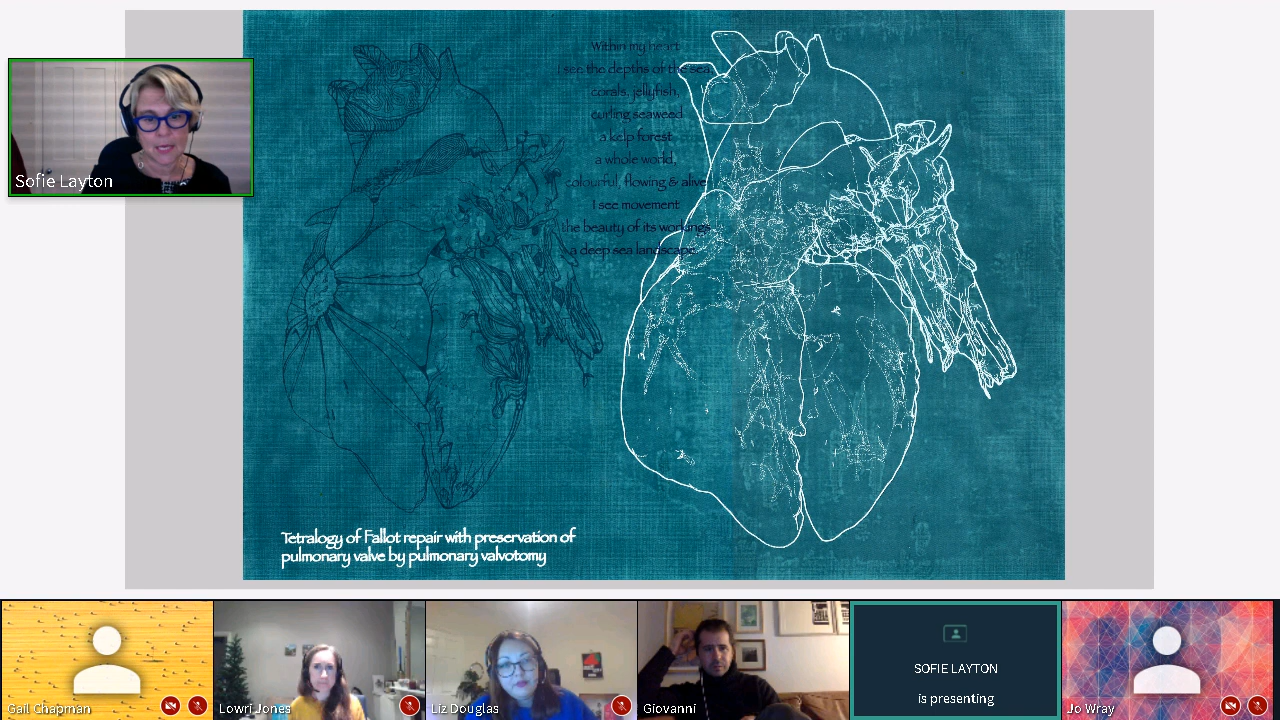 Sofie Layton
Within my heart
I see the depths of the sea,
corals, jellyfish,
curling seaweed
a kelp forest
a whole world,
colourful, flowing & alive
I see movement
the beauty of its workings
a deep sea landscape
Tetralogy of Fallot repair with preservation of
pulmonary valve by pulmonary valvotomy
Gail Chapman
Lowri Jones
Liz Douglas
Giovanni
SOFIE LAYTON
is presenting
Jo Wray